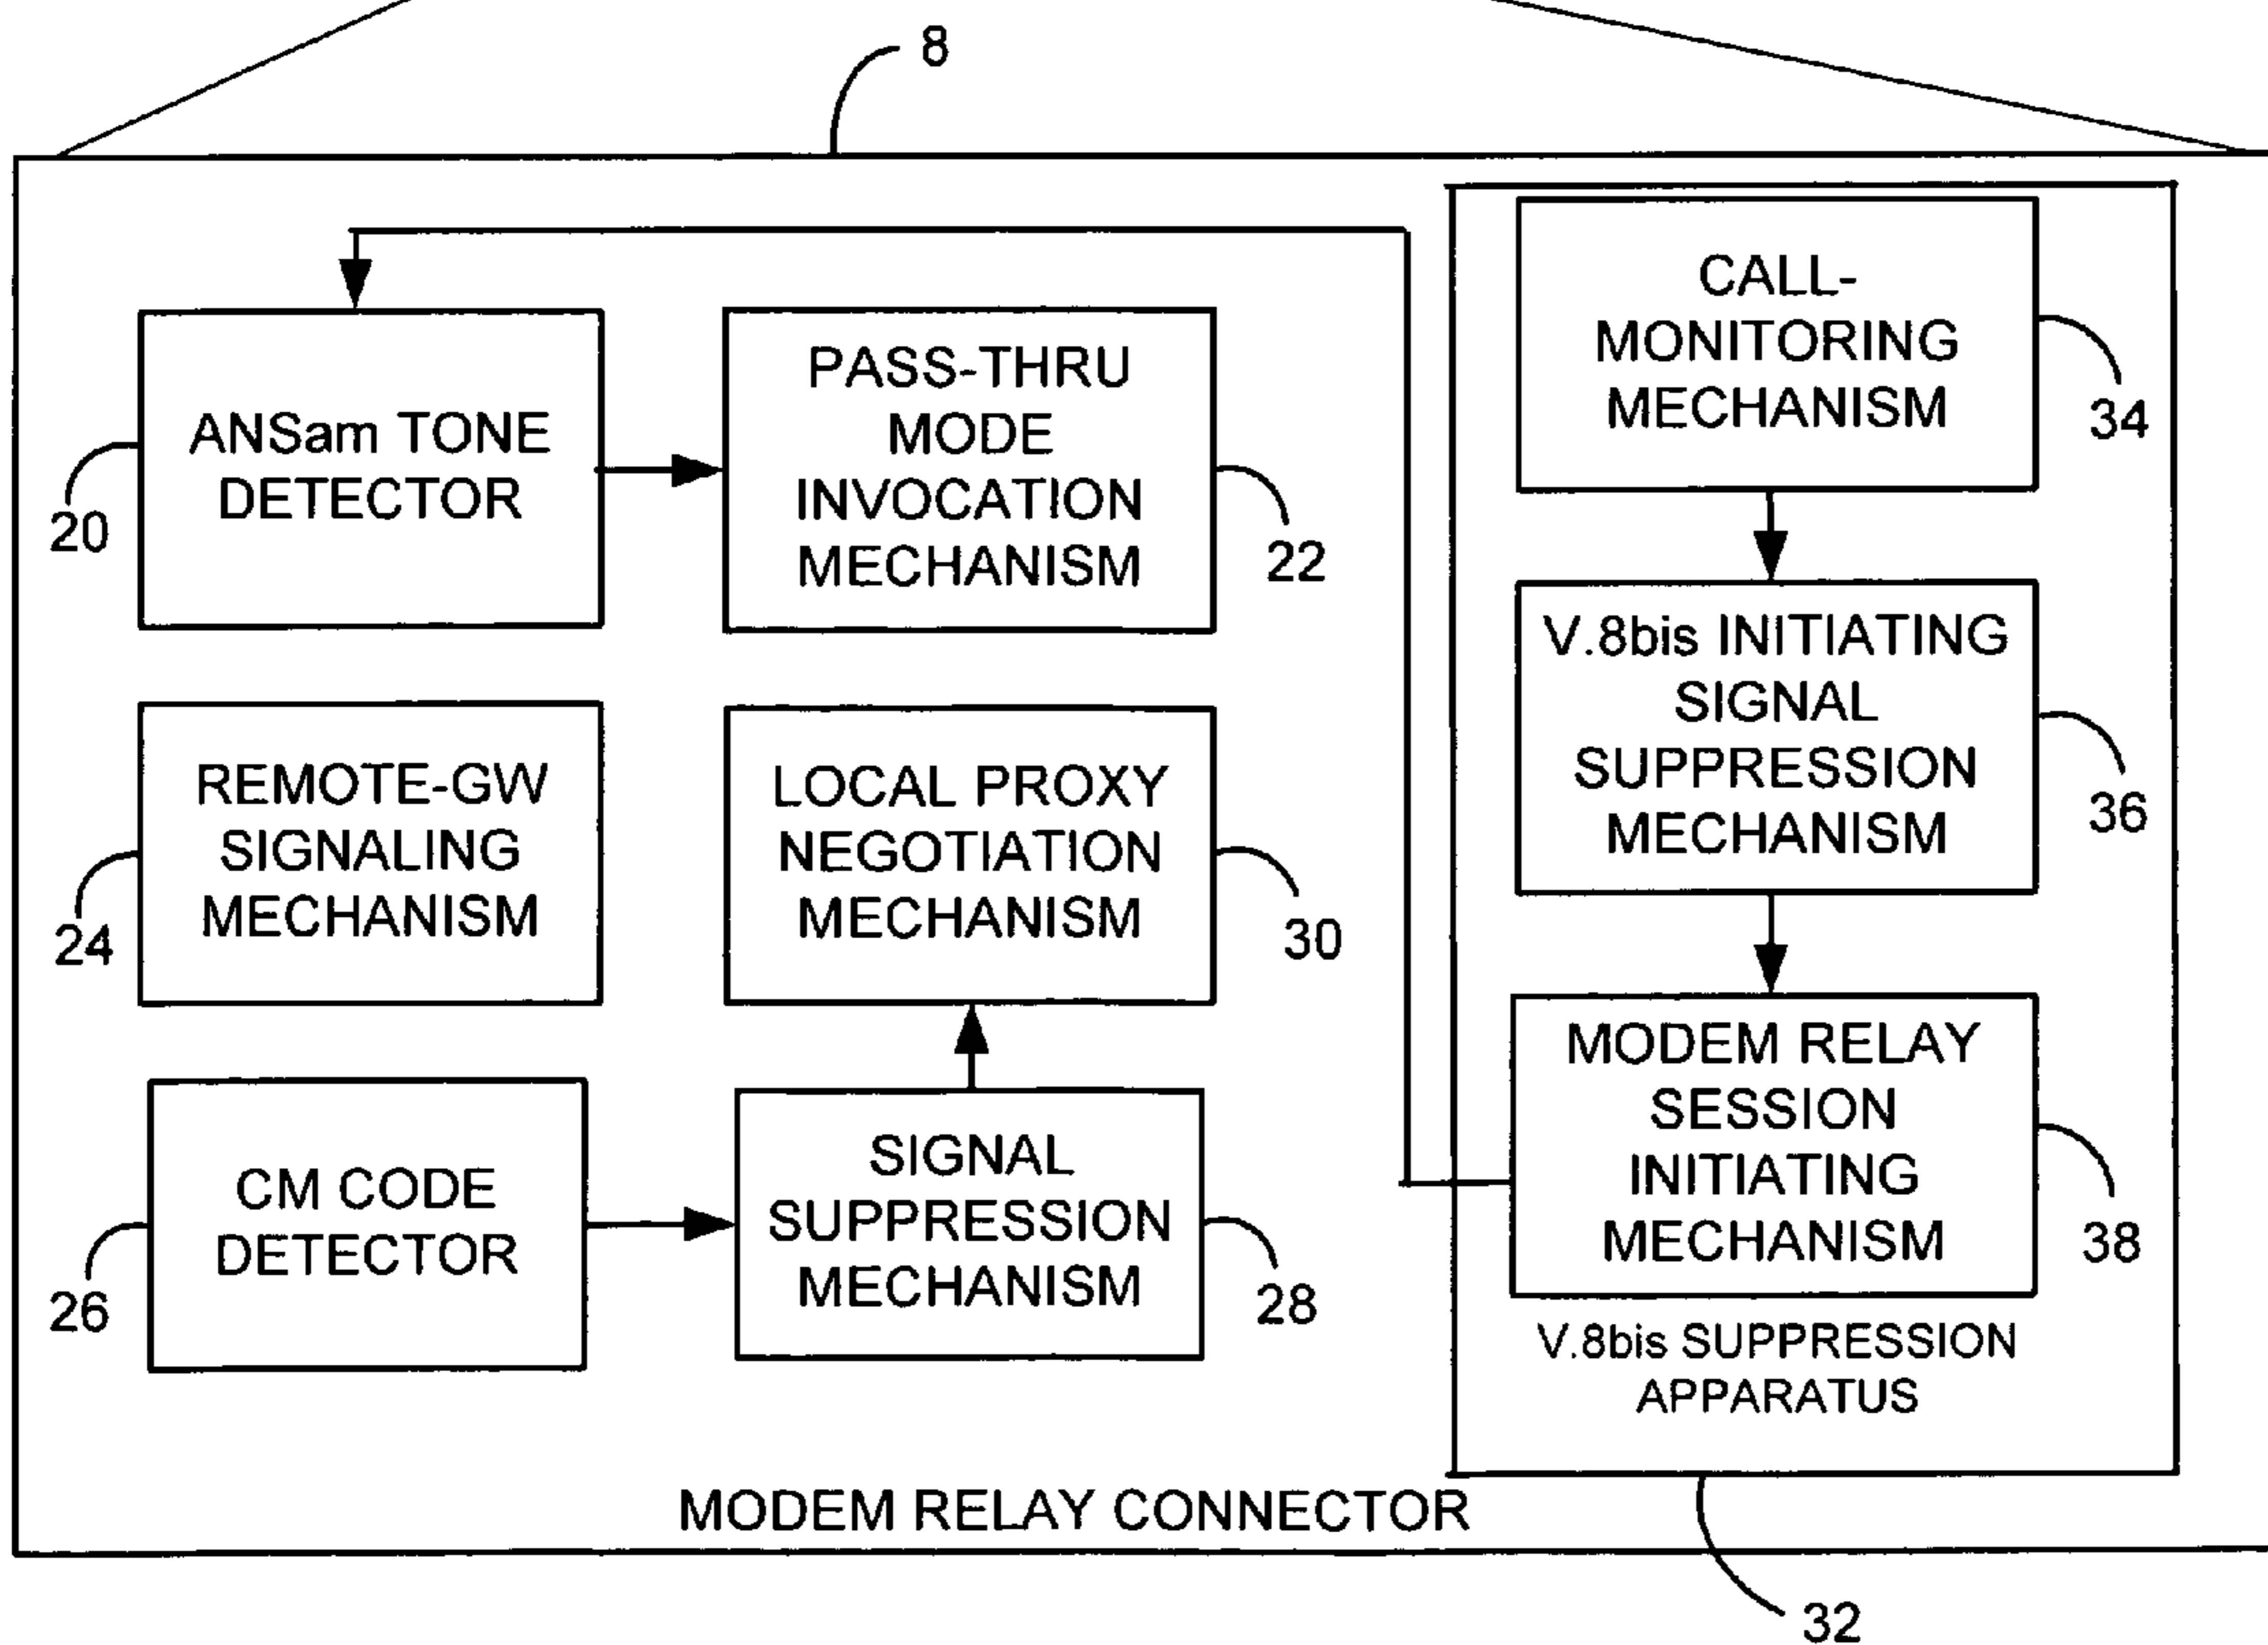 8
ANSam TONE
DETECTOR
20
PASS-THRU
MODE
INVOCATION
MECHANISM
22
REMOTE-GW
SIGNALING
MECHANISM
24
LOCAL PROXY
NEGOTIATION
MECHANISM
30
CM CODE
DETECTOR
26
SIGNAL
SUPPRESSION
MECHANISM
28
CALL-
MONITORING
MECHANISM
34
V.8bis INITIATING
SIGNAL
SUPPRESSION
MECHANISM
36
MODEM RELAY
SESSION
INITIATING
MECHANISM
38
V.8bis SUPPRESSION
APPARATUS
MODEM RELAY CONNECTOR
32